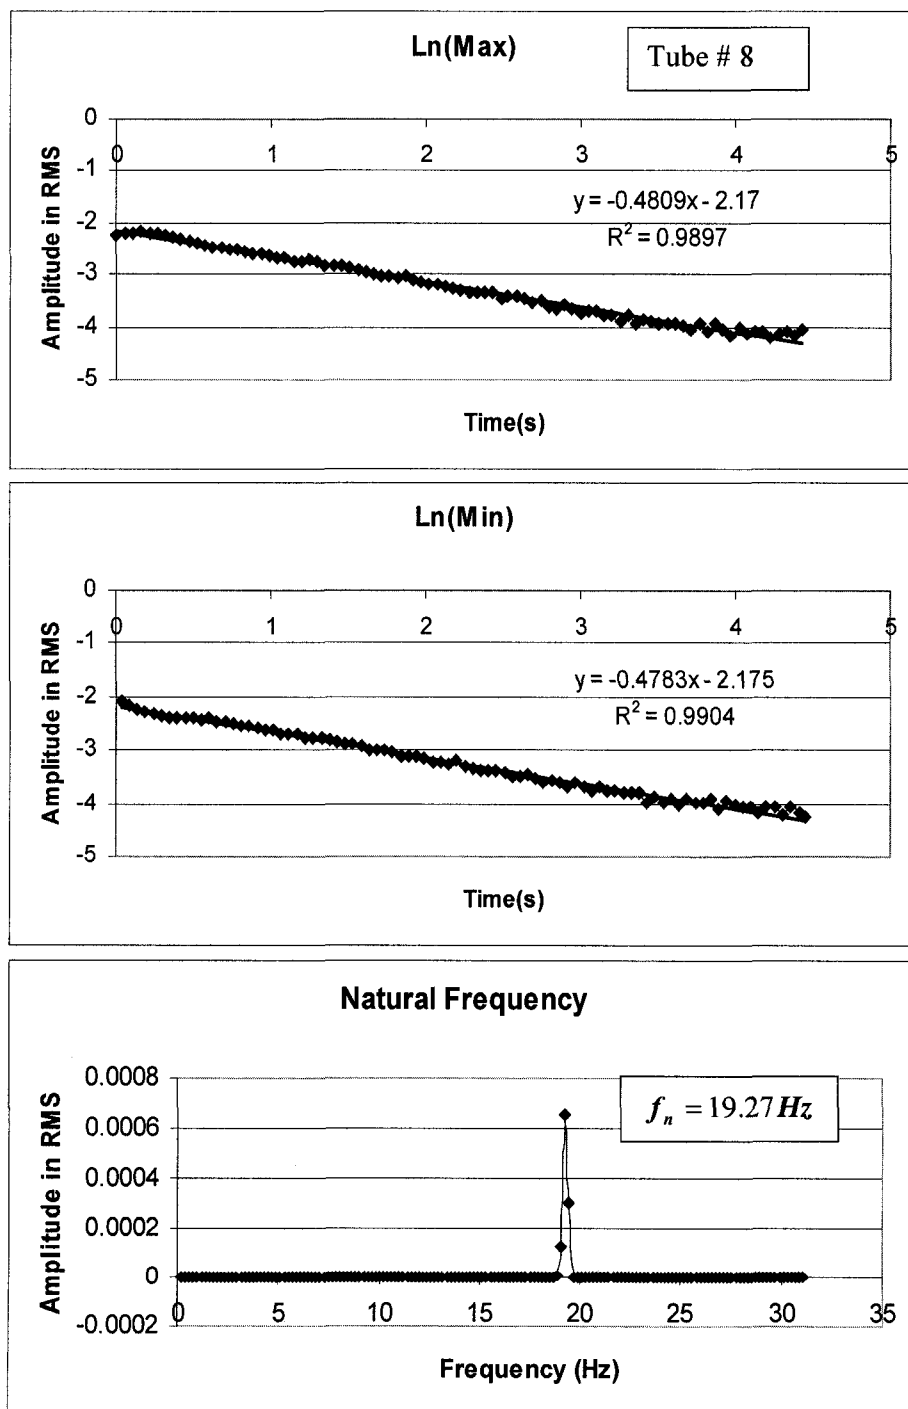 Ln(Max)
Tube # 8
0
0 1 2 3 4 5
-1
-2
-3
-4
-5
Amplitude in RMS
y = -0.4809x - 2.17
R² = 0.9897
Time(s)
Ln(Min)
0
0 1 2 3 4 5
-1
-2
-3
-4
-5
Amplitude in RMS
y = -0.4783x - 2.175
R² = 0.9904
Time(s)
Natural Frequency
0.0008
0.0006
0.0004
0.0002
0
-0.0002
Amplitude in RMS
fₙ = 19.27Hz
0 5 10 15 20 25 30 35
Frequency (Hz)